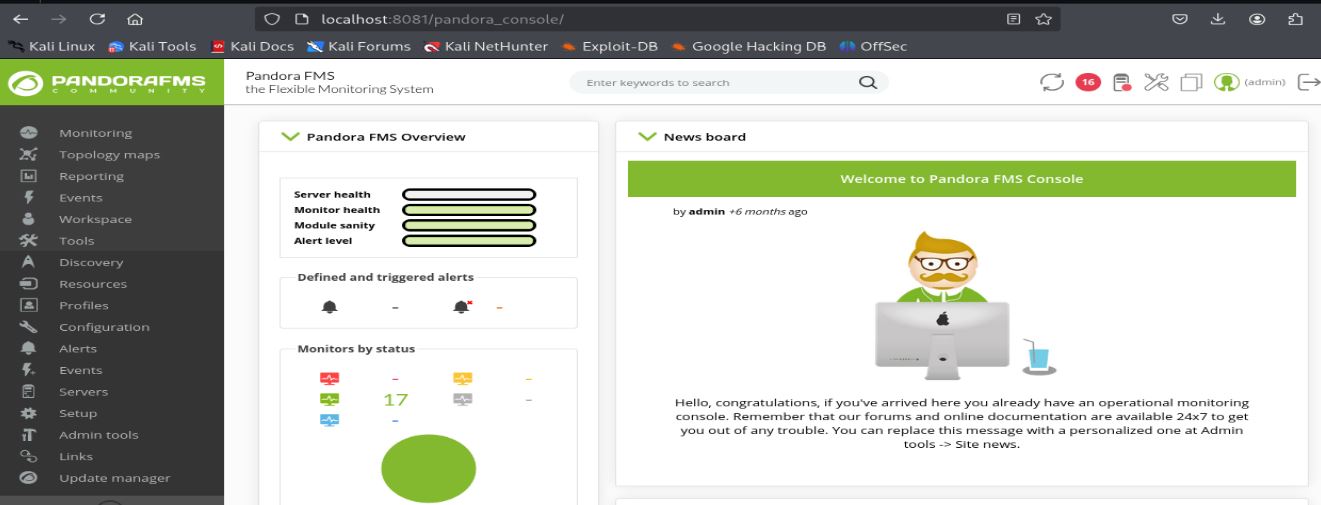 localhost:8081/pandora_console/
Kali Linux Kali Tools Kali Docs Kali Forums Kali NetHunter Exploit-DB Google Hacking DB OffSec
PANDORAFMS
COMMUNITY
Pandora FMS
the Flexible Monitoring System
Enter keywords to search
16
(admin)
Monitoring
Topology maps
Reporting
Events
Workspace
Tools
Discovery
Resources
Profiles
Configuration
Alerts
Events
Servers
Setup
Admin tools
Links
Update manager
Pandora FMS Overview
Server health
Monitor health
Module sanity
Alert level
Defined and triggered alerts
- -
Monitors by status
- -
17 -
-
News board
Welcome to Pandora FMS Console
by admin +6 months ago
Hello, congratulations, if you've arrived here you already have an operational monitoring
console. Remember that our forums and online documentation are available 24x7 to get
you out of any trouble. You can replace this message with a personalized one at Admin
tools -> Site news.